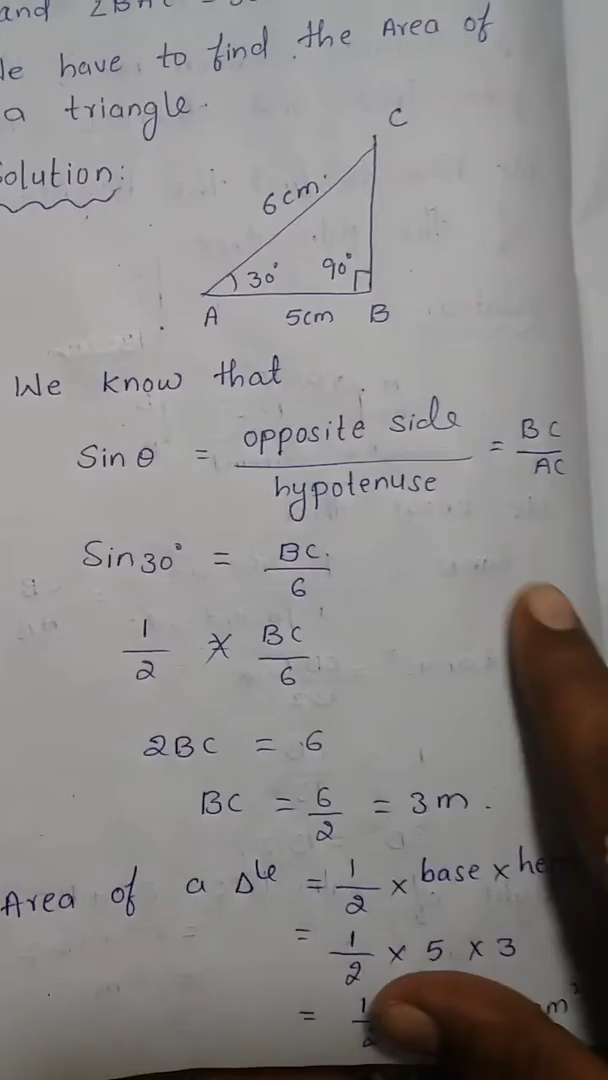 and
We have to find the Area of
a triangle.
Solution:
C
6cm.
30° 90°
A 5cm B
We know that
Sin θ = opposite side / hypotenuse = BC / AC
Sin 30° = BC / 6
1/2 = BC / 6
2BC = 6
BC = 6/2 = 3m.
Area of a Δle = 1/2 × base ×
= 1/2 × 5 × 3
=